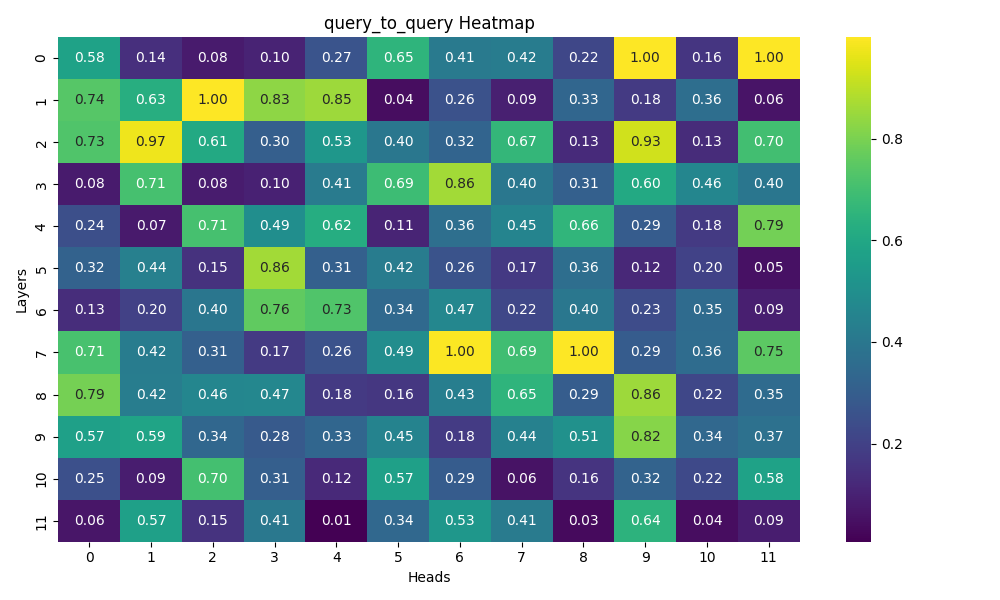 query_to_query Heatmap
0 0.58 0.14 0.08 0.10 0.27 0.65 0.41 0.42 0.22 1.00 0.16 1.00
1 0.74 0.63 1.00 0.83 0.85 0.04 0.26 0.09 0.33 0.18 0.36 0.06
2 0.73 0.97 0.61 0.30 0.53 0.40 0.32 0.67 0.13 0.93 0.13 0.70
3 0.08 0.71 0.08 0.10 0.41 0.69 0.86 0.40 0.31 0.60 0.46 0.40
4 0.24 0.07 0.71 0.49 0.62 0.11 0.36 0.45 0.66 0.29 0.18 0.79
5 0.32 0.44 0.15 0.86 0.31 0.42 0.26 0.17 0.36 0.12 0.20 0.05
6 0.13 0.20 0.40 0.76 0.73 0.34 0.47 0.22 0.40 0.23 0.35 0.09
7 0.71 0.42 0.31 0.17 0.26 0.49 1.00 0.69 1.00 0.29 0.36 0.75
8 0.79 0.42 0.46 0.47 0.18 0.16 0.43 0.65 0.29 0.86 0.22 0.35
9 0.57 0.59 0.34 0.28 0.33 0.45 0.18 0.44 0.51 0.82 0.34 0.37
10 0.25 0.09 0.70 0.31 0.12 0.57 0.29 0.06 0.16 0.32 0.22 0.58
11 0.06 0.57 0.15 0.41 0.01 0.34 0.53 0.41 0.03 0.64 0.04 0.09
0 1 2 3 4 5 6 7 8 9 10 11
Heads
Layers
0.8
0.6
0.4
0.2